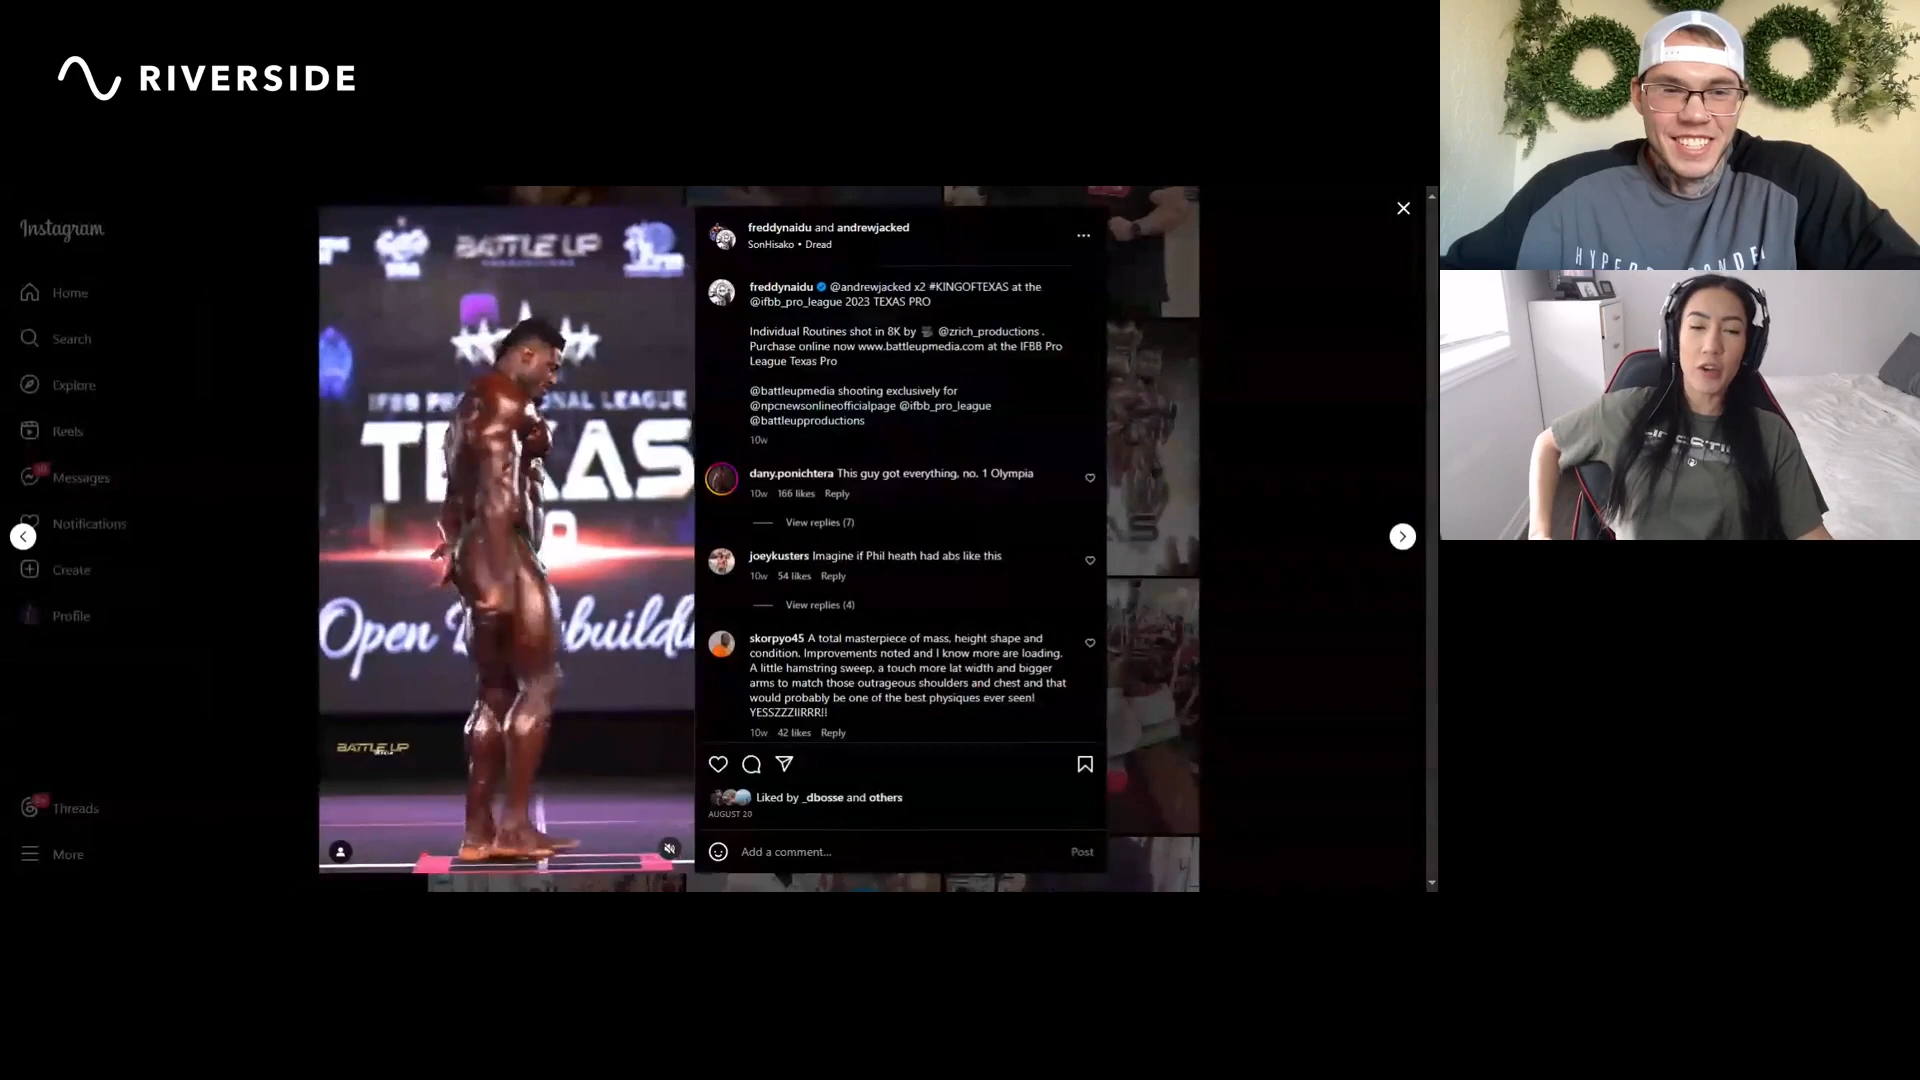 RIVERSIDE
Instagram
Home
Search
Explore
Reels
Messages
Notifications
Create
Profile
Threads
More
BATTLE UP
TEXAS
Open
BATTLE UP
freddynaidu and andrewjacked
SonHisako • Dread
freddynaidu @andrewjacked x2 #KINGOFTEXAS at the
@ifbb_pro_league 2023 TEXAS PRO
Individual Routines shot in 8K by @zrich_productions .
Purchase online now www.battleupmedia.com at the IFBB Pro
League Texas Pro
@battleupmedia shooting exclusively for
@npcnewsonlineofficialpage @ifbb_pro_league
@battleupproductions
10w
dany.ponichtera This guy got everything, no. 1 Olympia
10w 166 likes Reply
View replies (7)
joeykusters Imagine if Phil heath had abs like this
10w 54 likes Reply
View replies (4)
skorpyo45 A total masterpiece of mass, height shape and
condition. Improvements noted and I know more are loading.
A little hamstring sweep, a touch more lat width and bigger
arms to match those outrageous shoulders and chest and that
would probably be one of the best physiques ever seen!
YESSZZZIIRRR!!
10w 42 likes Reply
Liked by _dbosse and others
AUGUST 20
Add a comment...
Post